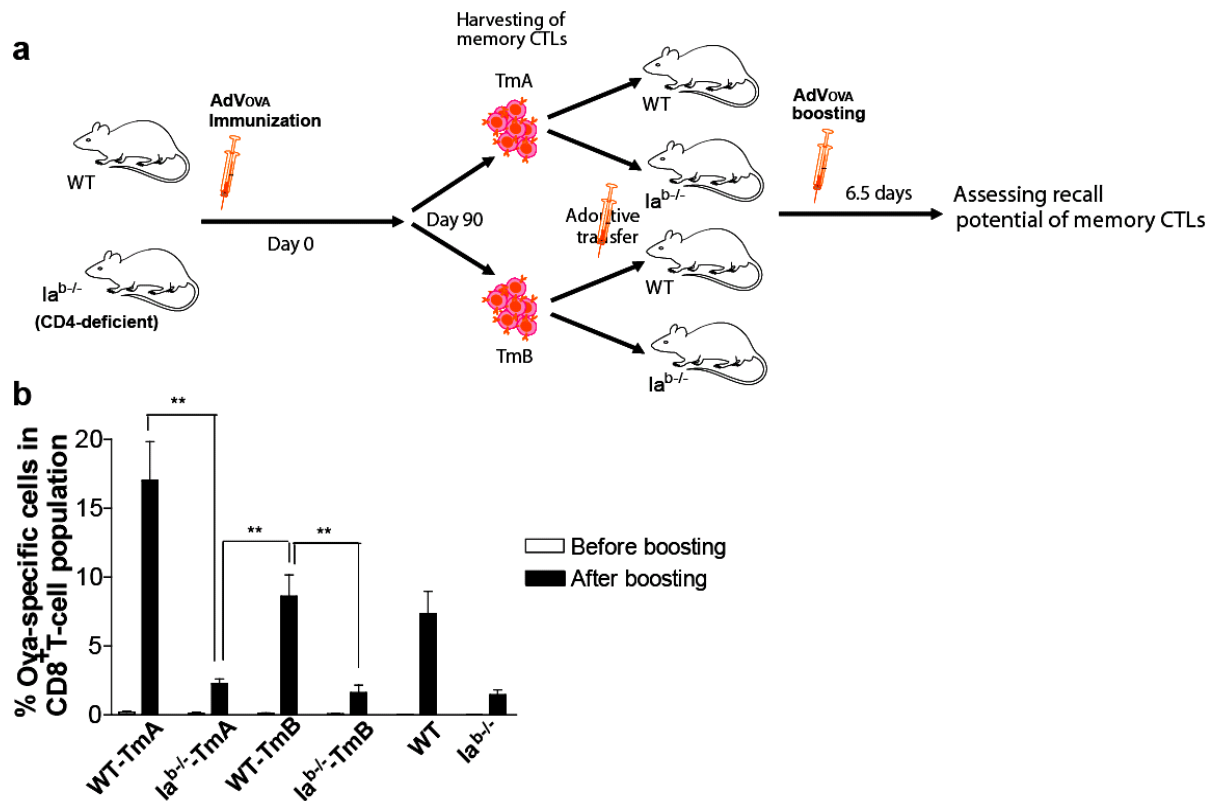 a
Harvesting of
memory CTLs
TmA
AdVOVA
Immunization
WT
WT
AdVOVA
boosting
Iab-/-
Day 0
Day 90
Adoptive
transfer
6.5 days
Assessing recall
potential of memory CTLs
WT
Iab-/-
(CD4-deficient)
TmB
Iab-/-
b
% Ova-specific cells in
CD8+ T-cell population
20
15
10
5
0
**
**
**
Before boosting
After boosting
WT-TmA
Iab-/--TmA
WT-TmB
Iab-/--TmB
WT
Iab-/-